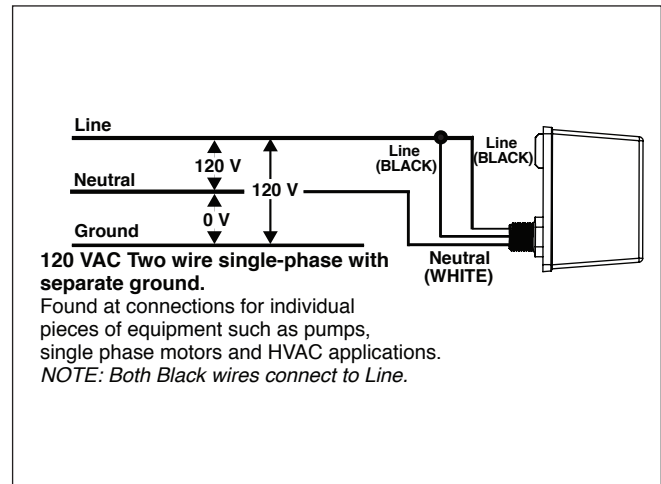 Line
120 V
Neutral
120 V
0 V
Ground
Line
(BLACK)
Line
(BLACK)
Neutral
(WHITE)
120 VAC Two wire single-phase with
separate ground.
Found at connections for individual
pieces of equipment such as pumps,
single phase motors and HVAC applications.
NOTE: Both Black wires connect to Line.